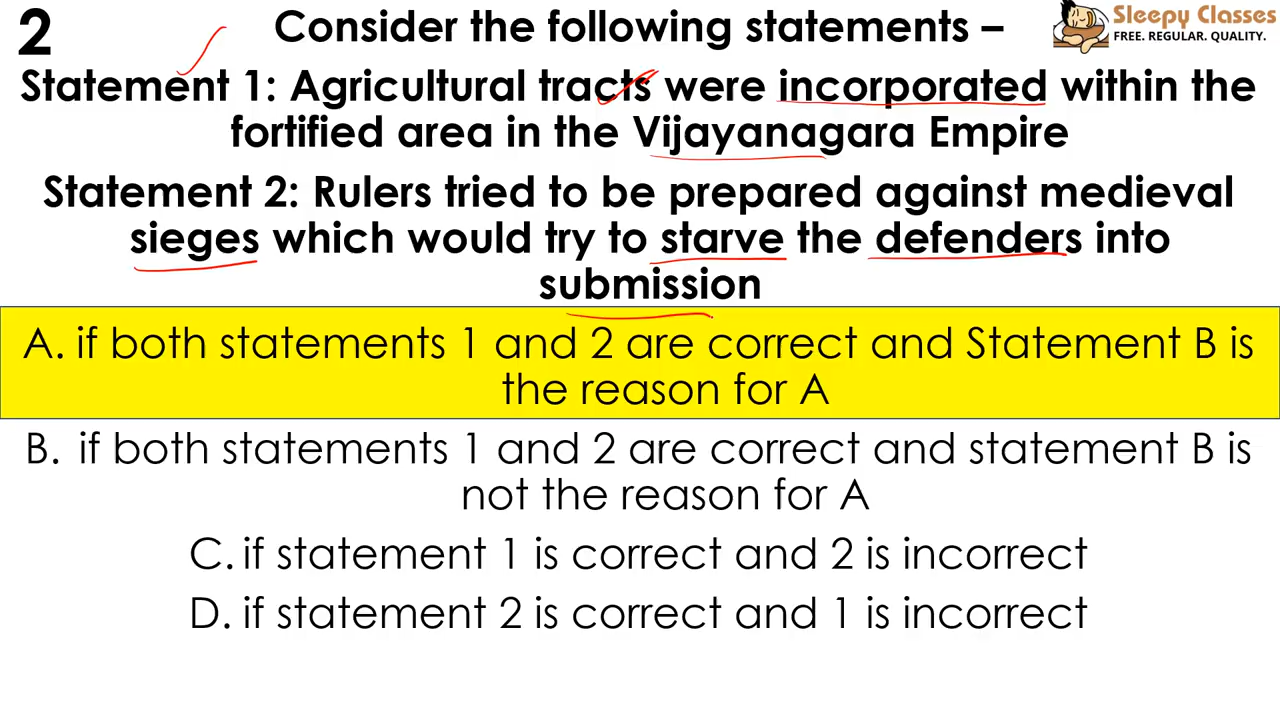 2
Consider the following statements –
Sleepy Classes
FREE. REGULAR. QUALITY.
Statement 1: Agricultural tracts were incorporated within the
fortified area in the Vijayanagara Empire
Statement 2: Rulers tried to be prepared against medieval
sieges which would try to starve the defenders into
submission
A. if both statements 1 and 2 are correct and Statement B is
the reason for A
B. if both statements 1 and 2 are correct and statement B is
not the reason for A
C. if statement 1 is correct and 2 is incorrect
D. if statement 2 is correct and 1 is incorrect